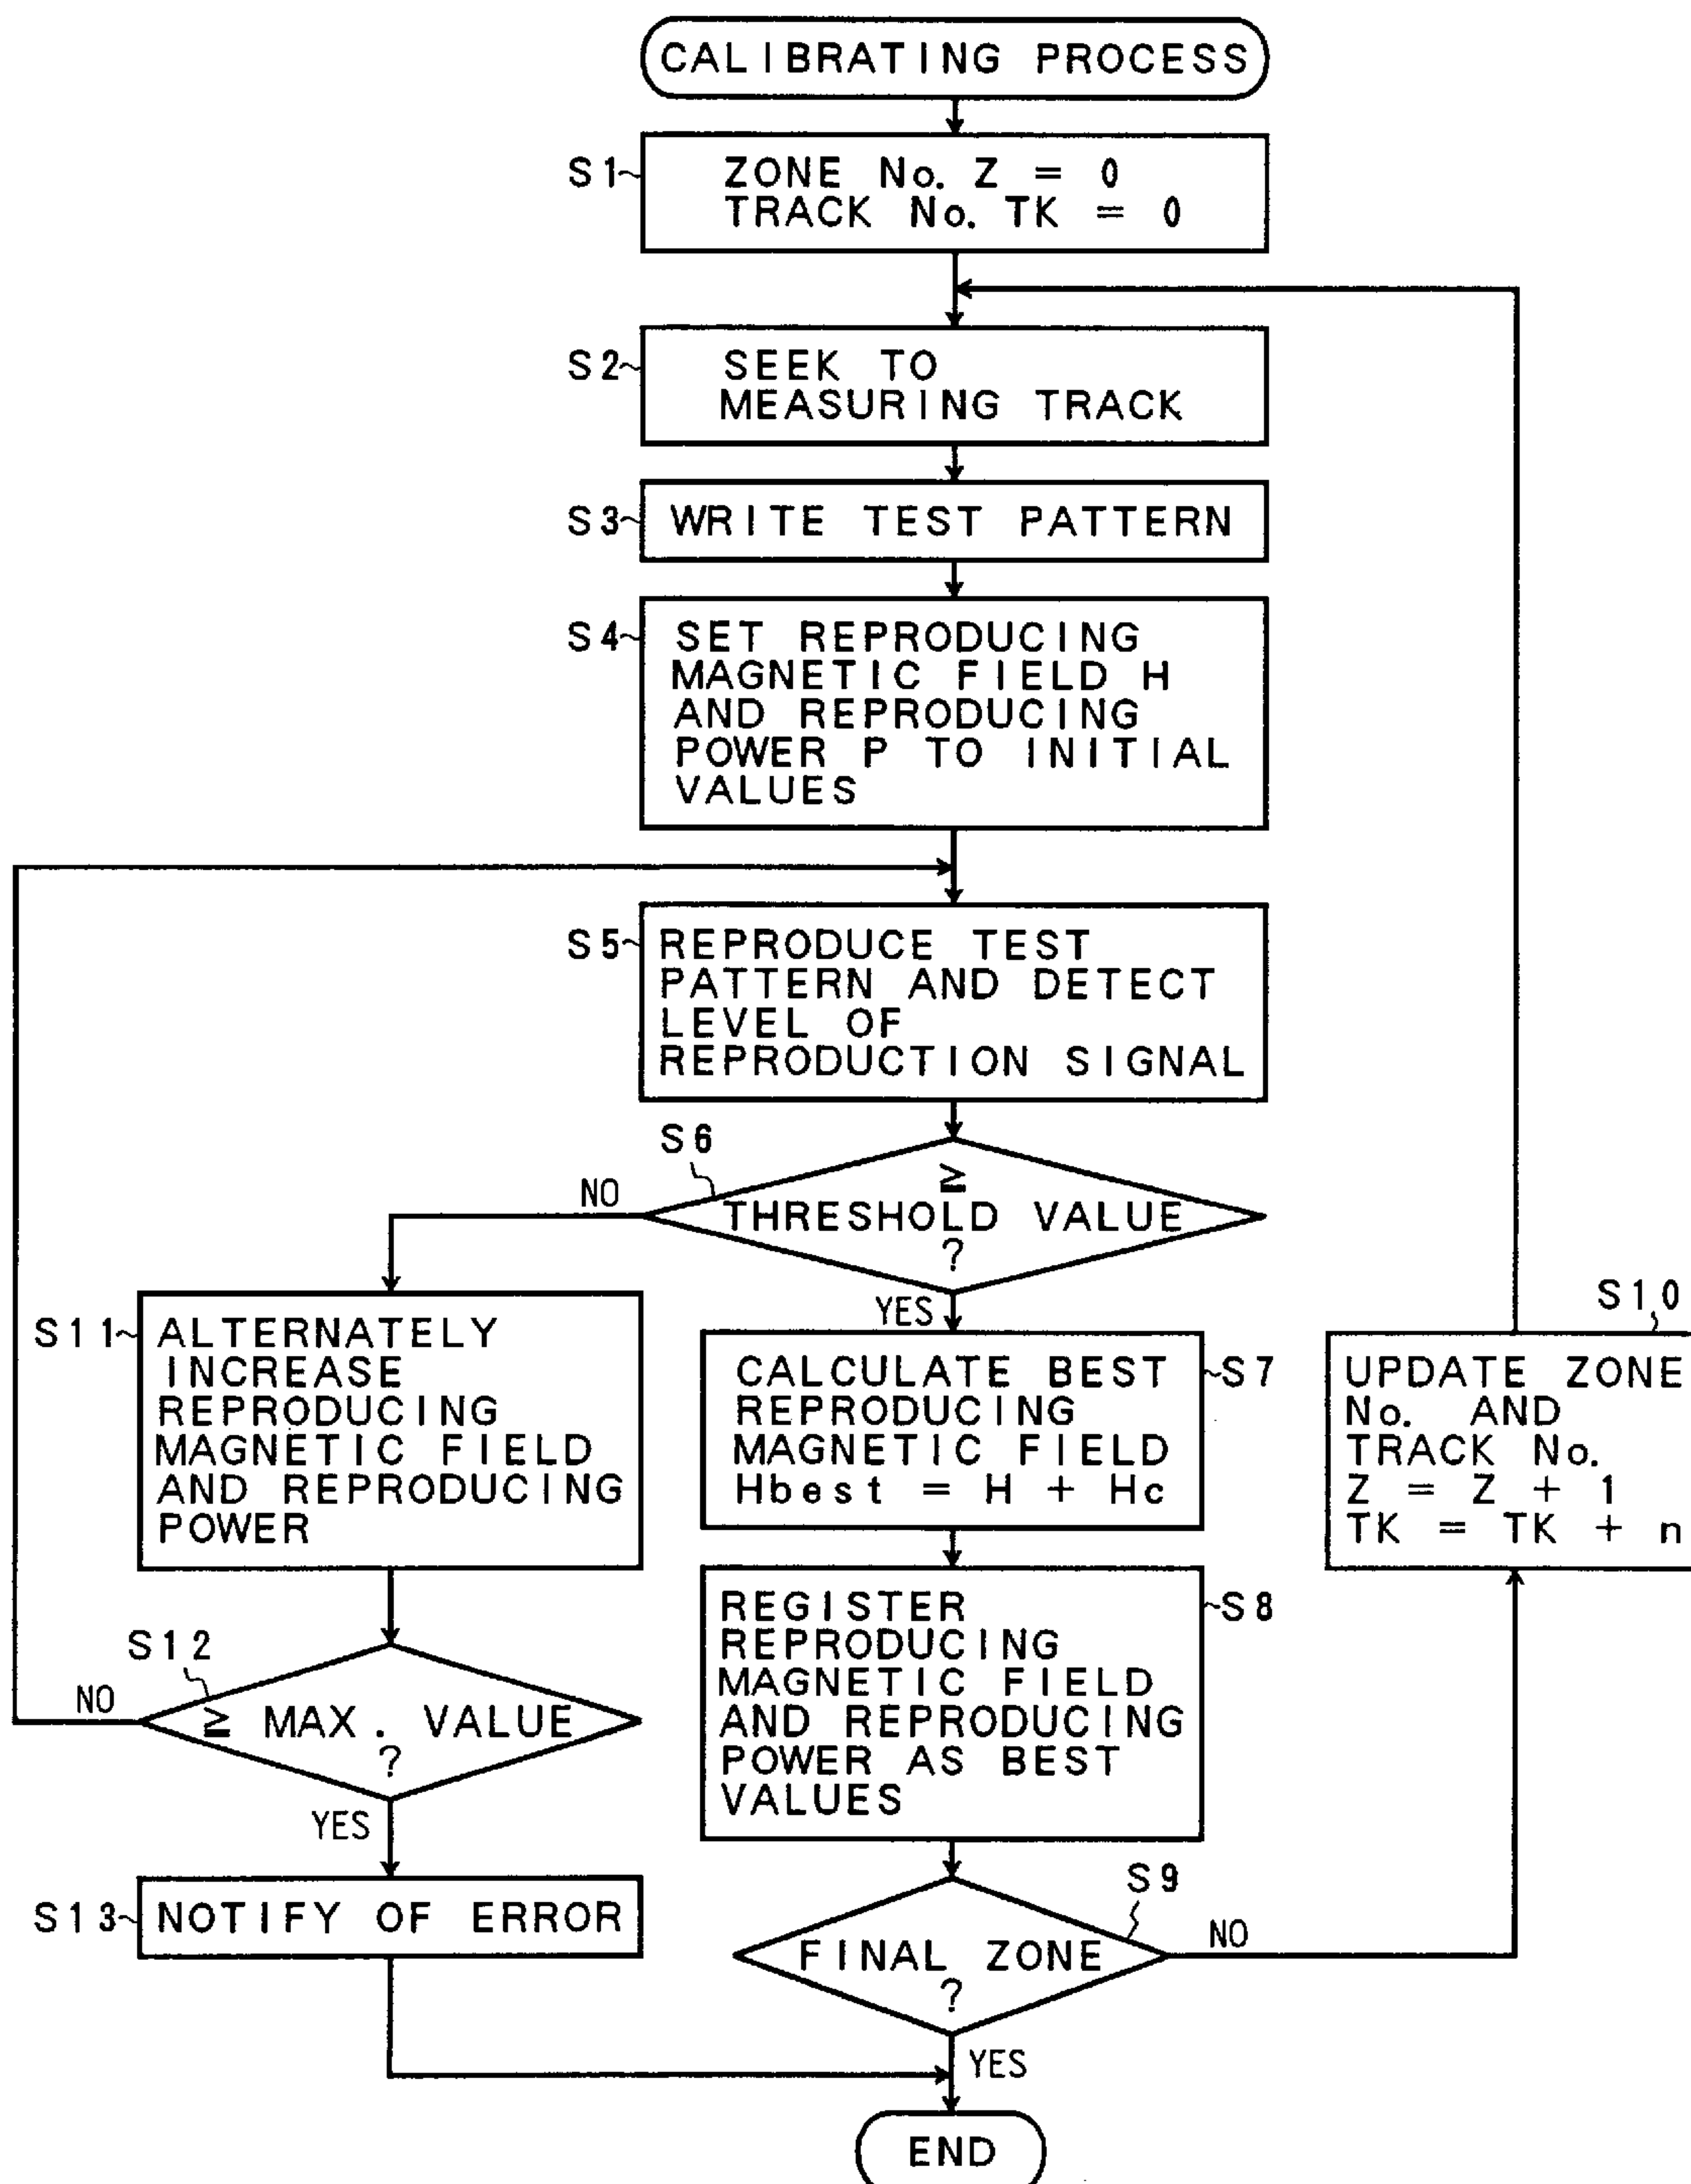 CALIBRATING PROCESS
S1
ZONE No. Z = 0
TRACK No. TK = 0
S2
SEEK TO
MEASURING TRACK
S3
WRITE TEST PATTERN
S4
SET REPRODUCING
MAGNETIC FIELD H
AND REPRODUCING
POWER P TO INITIAL
VALUES
S5
REPRODUCE TEST
PATTERN AND DETECT
LEVEL OF
REPRODUCTION SIGNAL
S6
≧
THRESHOLD VALUE
?
NO
YES
S11
ALTERNATELY
INCREASE
REPRODUCING
MAGNETIC FIELD
AND REPRODUCING
POWER
S7
CALCULATE BEST
REPRODUCING
MAGNETIC FIELD
Hbest = H + Hc
S10
UPDATE ZONE
No. AND
TRACK No.
Z = Z + 1
TK = TK + n
S12
≧ MAX. VALUE
?
NO
YES
S8
REGISTER
REPRODUCING
MAGNETIC FIELD
AND REPRODUCING
POWER AS BEST
VALUES
S13
NOTIFY OF ERROR
S9
FINAL ZONE
?
NO
YES
END